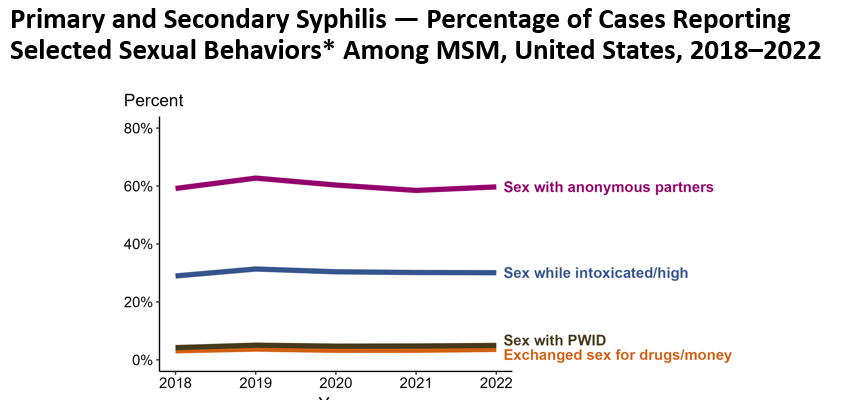 Primary and Secondary Syphilis — Percentage of Cases Reporting
Selected Sexual Behaviors* Among MSM, United States, 2018–2022
Percent
80%
60%
Sex with anonymous partners
40%
Sex while intoxicated/high
20%
Sex with PWID
Exchanged sex for drugs/money
0%
2018 2019 2020 2021 2022